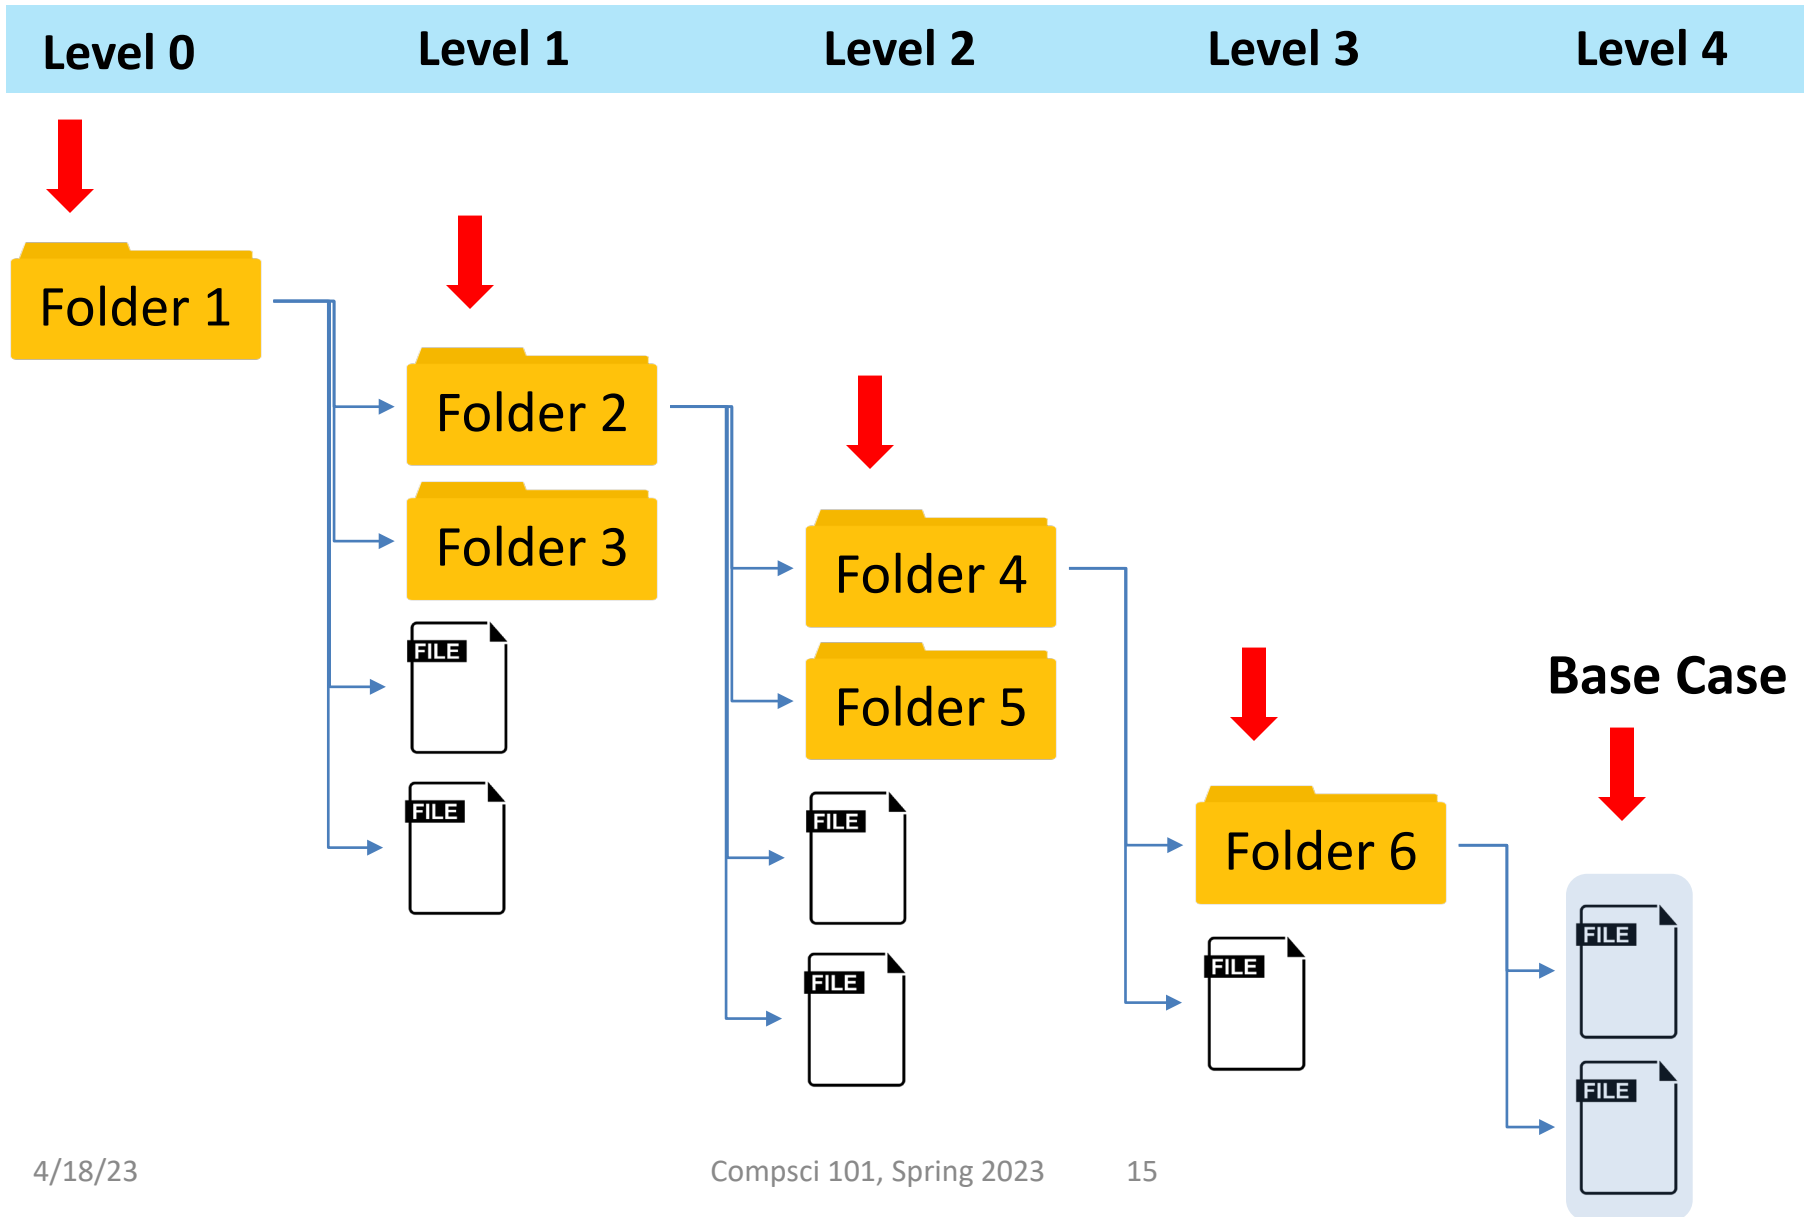 Level 0 Level 1 Level 2 Level 3 Level 4
Folder 1
Folder 2
Folder 3
FILE
FILE
Folder 4
Folder 5
FILE
FILE
Folder 6
FILE
Base Case
FILE
FILE
4/18/23 Compsci 101, Spring 2023 15